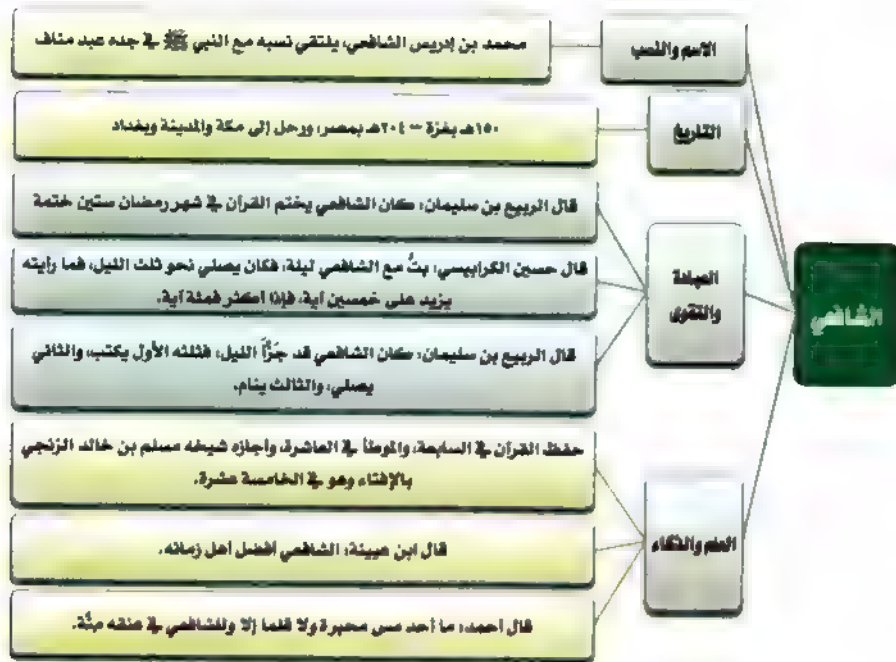 الشافعي
الاسم والنسب
محمد بن إدريس الشافعي، يلتقي نسبه مع النبي ﷺ في جده عبد مناف
التاريخ
١٥٠هـ بغزة - ٢٠٤هـ بمصر، ورحل إلى مكة والمدينة وبغداد
العبادة
والتقوى
قال الربيع بن سليمان: كان الشافعي يختم القرآن في شهر رمضان ستين ختمة
قال حسين الكرابيسي: بتُّ مع الشافعي ليلة، فكان يصلي نحو ثلث الليل، فما رأيته
يزيد على خمسين آية، فإذا أكثر فمئة آية.
قال الربيع بن سليمان: كان الشافعي قد جَزَّأ الليل، فثلثه الأول يكتب، والثاني
يصلي، والثالث ينام.
العلم والذكاء
حفظ القرآن في السابعة، والموطأ في العاشرة، وأجازه شيخه مسلم بن خالد الزنجي
بالإفتاء وهو في الخامسة عشرة.
قال ابن عيينة: الشافعي أفضل أهل زمانه.
قال أحمد: ما أحد مس محبرة ولا قلما إلا وللشافعي في عنقه مِنَّة.